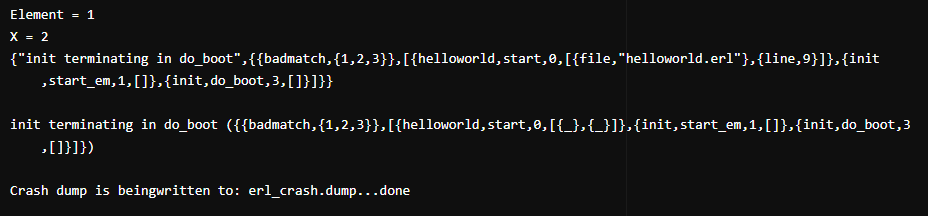 Element = 1
X = 2
{"init terminating in do_boot",{{badmatch,{1,2,3}},[{helloworld,start,0,[{file,"helloworld.erl"},{line,9}]},{init
,start_em,1,[]},{init,do_boot,3,[]}]}}
init terminating in do_boot ({{badmatch,{1,2,3}},[{helloworld,start,0,[{_},{_}]},{init,start_em,1,[]},{init,do_boot,3
,[]}]})
Crash dump is beingwritten to: erl_crash.dump...done